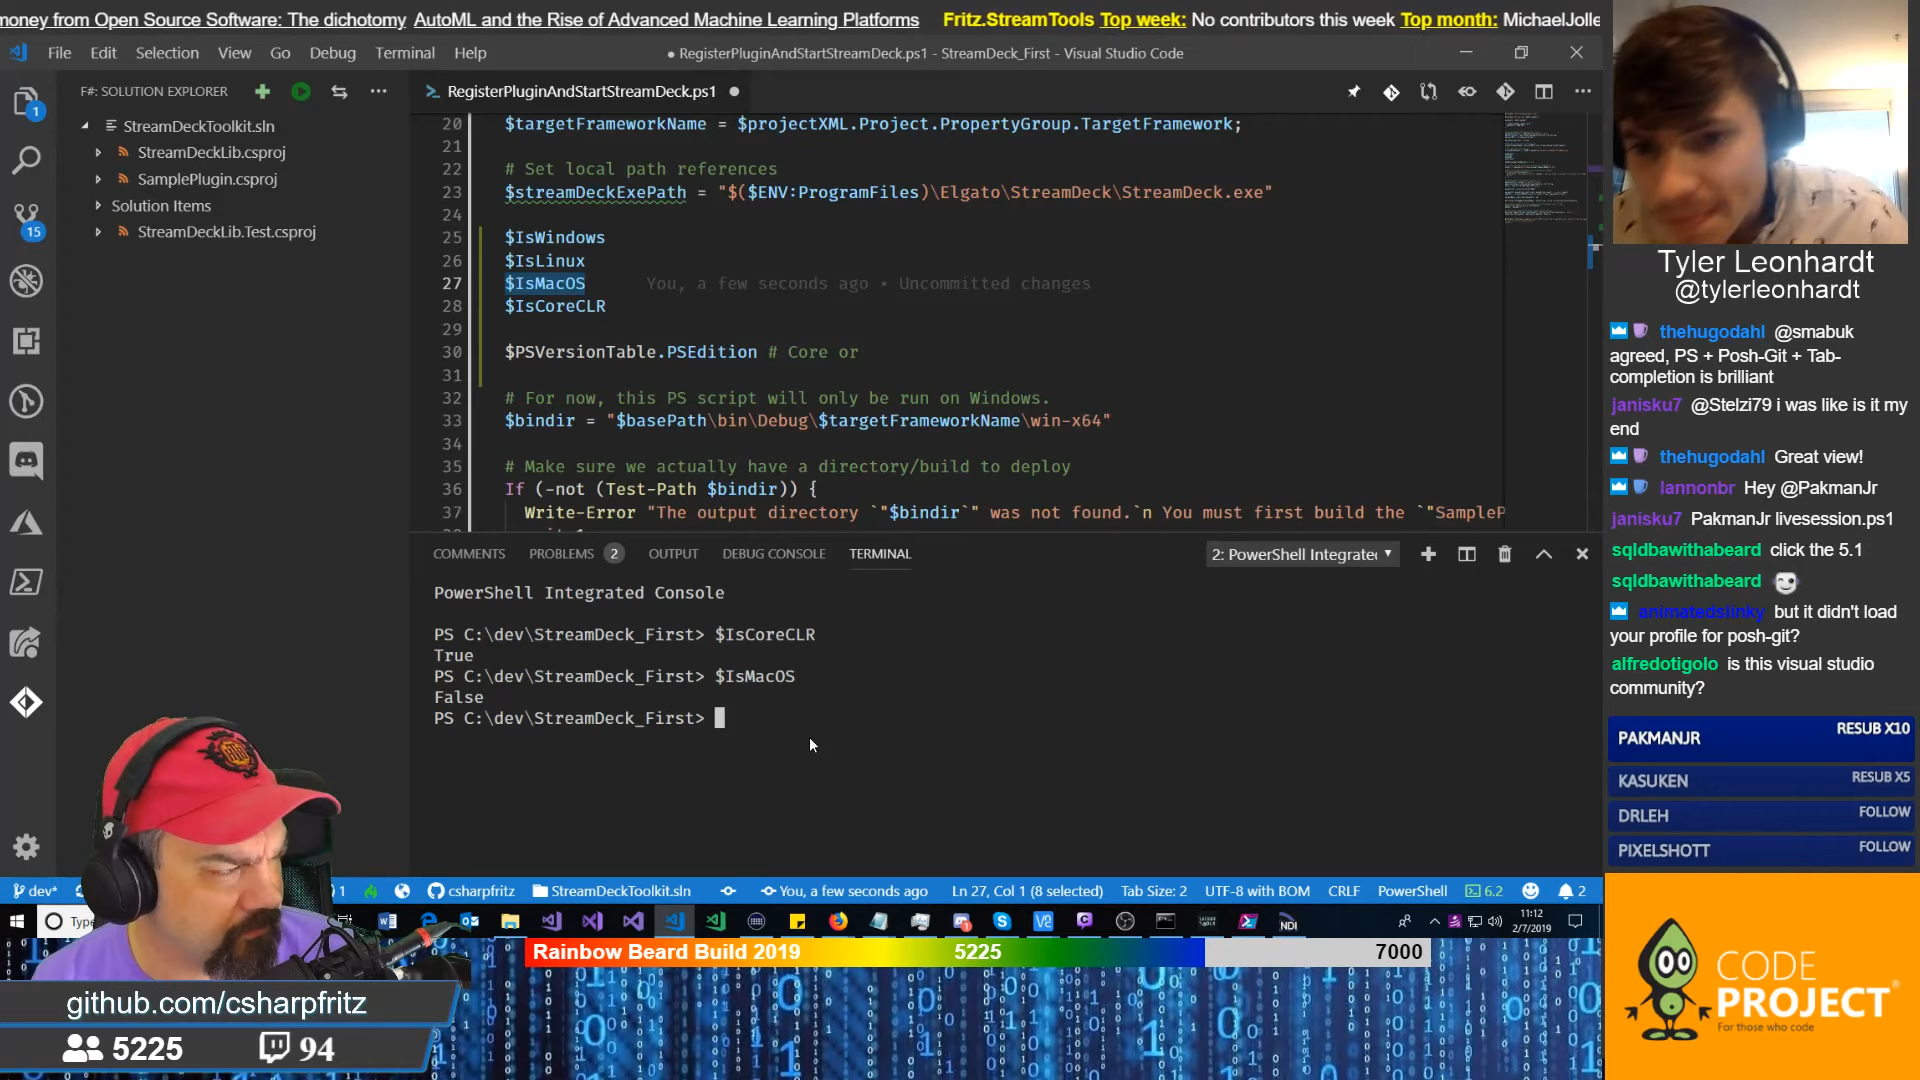 money from Open Source Software: The dichotomy AutoML and the Rise of Advanced Machine Learning Platforms Fritz.StreamTools Top week: No contributors this week Top month: MichaelJolle
File Edit Selection View Go Debug Terminal Help ● RegisterPluginAndStartStreamDeck.ps1 - StreamDeck_First - Visual Studio Code
F#: SOLUTION EXPLORER
StreamDeckToolkit.sln
StreamDeckLib.csproj
SamplePlugin.csproj
Solution Items
StreamDeckLib.Test.csproj
1
15
RegisterPluginAndStartStreamDeck.ps1 ●
20 $targetFrameworkName = $projectXML.Project.PropertyGroup.TargetFramework;
21
22 # Set local path references
23 $streamDeckExePath = "$($ENV:ProgramFiles)\Elgato\StreamDeck\StreamDeck.exe"
24
25 $IsWindows
26 $IsLinux
27 $IsMacOS You, a few seconds ago • Uncommitted changes
28 $IsCoreCLR
29
30 $PSVersionTable.PSEdition # Core or
31
32 # For now, this PS script will only be run on Windows.
33 $bindir = "$basePath\bin\Debug\$targetFrameworkName\win-x64"
34
35 # Make sure we actually have a directory/build to deploy
36 If (-not (Test-Path $bindir)) {
37 Write-Error "The output directory `"$bindir`" was not found.`n You must first build the `"SampleP
COMMENTS PROBLEMS 2 OUTPUT DEBUG CONSOLE TERMINAL 2: PowerShell Integrate
PowerShell Integrated Console
PS C:\dev\StreamDeck_First> $IsCoreCLR
True
PS C:\dev\StreamDeck_First> $IsMacOS
False
PS C:\dev\StreamDeck_First>
dev* 1 csharpfritz StreamDeckToolkit.sln You, a few seconds ago Ln 27, Col 1 (8 selected) Tab Size: 2 UTF-8 with BOM CRLF PowerShell 6.2 2
Type
NDI
11:12
2/7/2019
Rainbow Beard Build 2019 5225 7000
github.com/csharpfritz
5225 94
Tyler Leonhardt
@tylerleonhardt
thehugodahl @smabuk
agreed, PS + Posh-Git + Tab-
completion is brilliant
janisku7 @Stelzi79 i was like is it my
end
thehugodahl Great view!
lannonbr Hey @PakmanJr
janisku7 PakmanJr livesession.ps1
sqldbawithabeard click the 5.1
sqldbawithabeard
animatedslinky but it didn't load
your profile for posh-git?
alfredotigolo is this visual studio
community?
PAKMANJR RESUB X10
KASUKEN RESUB X5
DRLEH FOLLOW
PIXELSHOTT FOLLOW
CODE
PROJECT®
For those who code